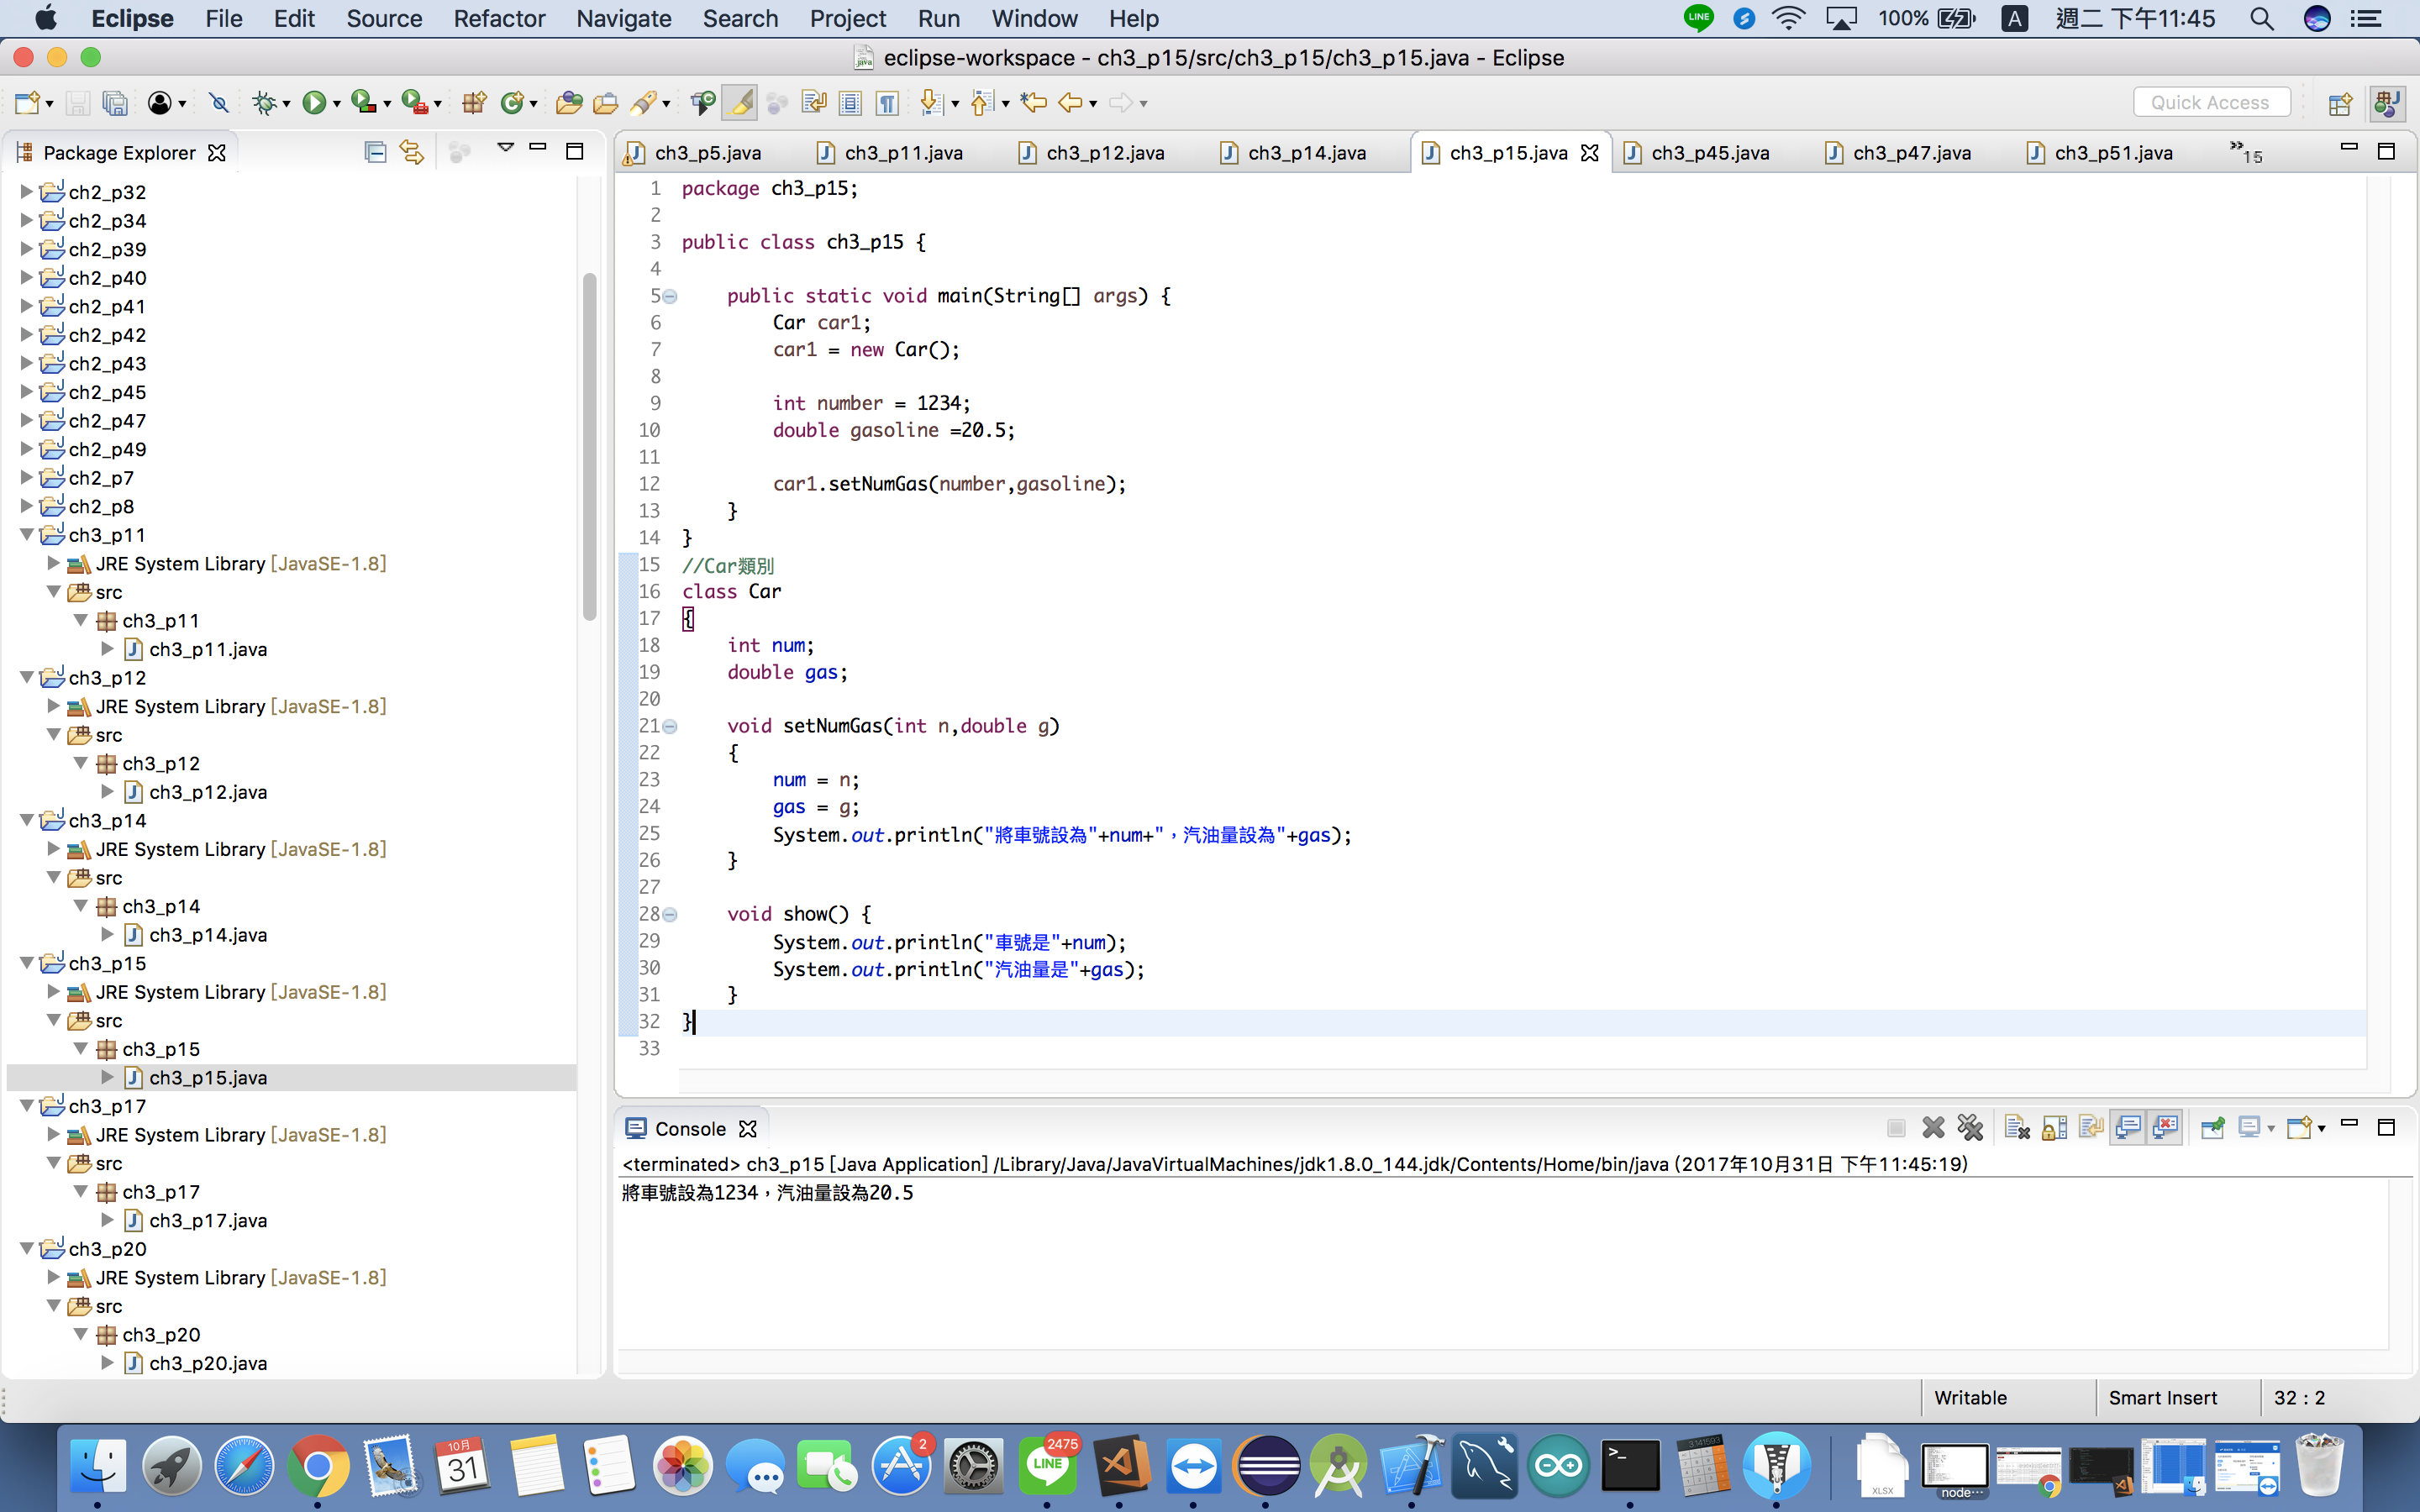 Eclipse File Edit Source Refactor Navigate Search Project Run Window Help LINE 100% A 週二 下午11:45
eclipse-workspace - ch3_p15/src/ch3_p15/ch3_p15.java - Eclipse
Quick Access
Package Explorer
ch2_p32
ch2_p34
ch2_p39
ch2_p40
ch2_p41
ch2_p42
ch2_p43
ch2_p45
ch2_p47
ch2_p49
ch2_p7
ch2_p8
ch3_p11
JRE System Library [JavaSE-1.8]
src
ch3_p11
ch3_p11.java
ch3_p12
JRE System Library [JavaSE-1.8]
src
ch3_p12
ch3_p12.java
ch3_p14
JRE System Library [JavaSE-1.8]
src
ch3_p14
ch3_p14.java
ch3_p15
JRE System Library [JavaSE-1.8]
src
ch3_p15
ch3_p15.java
ch3_p17
JRE System Library [JavaSE-1.8]
src
ch3_p17
ch3_p17.java
ch3_p20
JRE System Library [JavaSE-1.8]
src
ch3_p20
ch3_p20.java
ch3_p5.java ch3_p11.java ch3_p12.java ch3_p14.java ch3_p15.java ch3_p45.java ch3_p47.java ch3_p51.java »15
1 package ch3_p15;
2
3 public class ch3_p15 {
4
5 public static void main(String[] args) {
6 Car car1;
7 car1 = new Car();
8
9 int number = 1234;
10 double gasoline =20.5;
11
12 car1.setNumGas(number,gasoline);
13 }
14 }
15 //Car類別
16 class Car
17 {
18 int num;
19 double gas;
20
21 void setNumGas(int n,double g)
22 {
23 num = n;
24 gas = g;
25 System.out.println("將車號設為"+num+"，汽油量設為"+gas);
26 }
27
28 void show() {
29 System.out.println("車號是"+num);
30 System.out.println("汽油量是"+gas);
31 }
32 }
33
Console
<terminated> ch3_p15 [Java Application] /Library/Java/JavaVirtualMachines/jdk1.8.0_144.jdk/Contents/Home/bin/java (2017年10月31日 下午11:45:19)
將車號設為1234，汽油量設為20.5
Writable Smart Insert 32 : 2
10月
31
2
LINE
2475
>_
3.141593
XLSX
node…